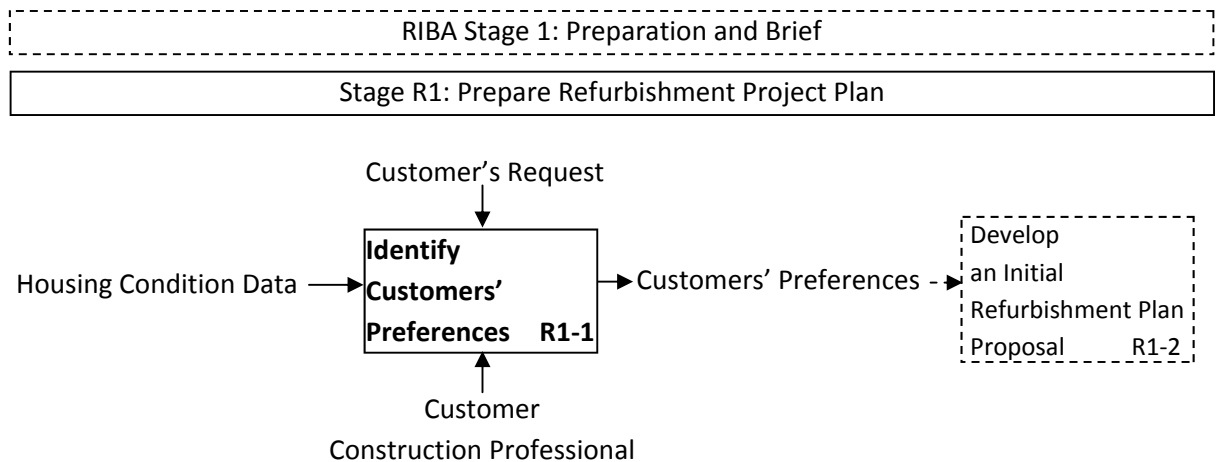 RIBA Stage 1: Preparation and Brief
Stage R1: Prepare Refurbishment Project Plan
Customer’s Request
Identify
Customers’
Preferences R1-1
Housing Condition Data
Customers’ Preferences
Develop
an Initial
Refurbishment Plan
Proposal R1-2
Customer
Construction Professional